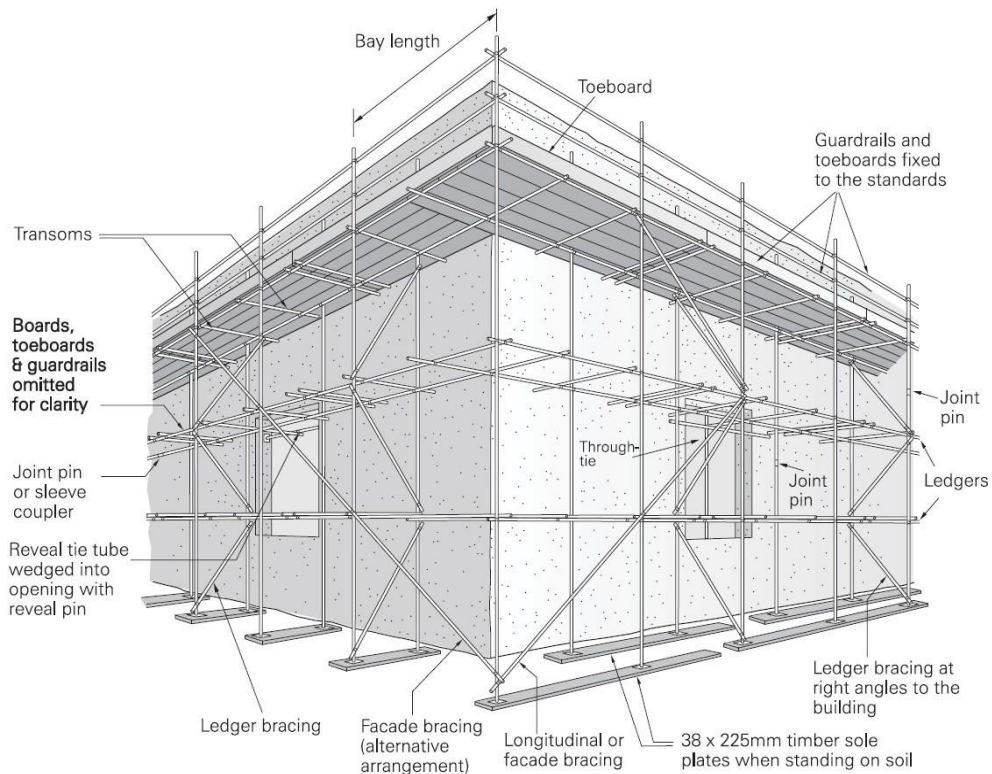 Bay length
Toeboard
Guardrails and
toeboards fixed
to the standards
Transoms
Boards,
toeboards
& guardrails
omitted
for clarity
Joint pin
or sleeve
coupler
Reveal tie tube
wedged into
opening with
reveal pin
Through-
tie
Joint
pin
Joint
pin
Ledgers
Ledger bracing
Facade bracing
(alternative
arrangement)
Longitudinal or
facade bracing
38 x 225mm timber sole
plates when standing on soil
Ledger bracing at
right angles to the
building